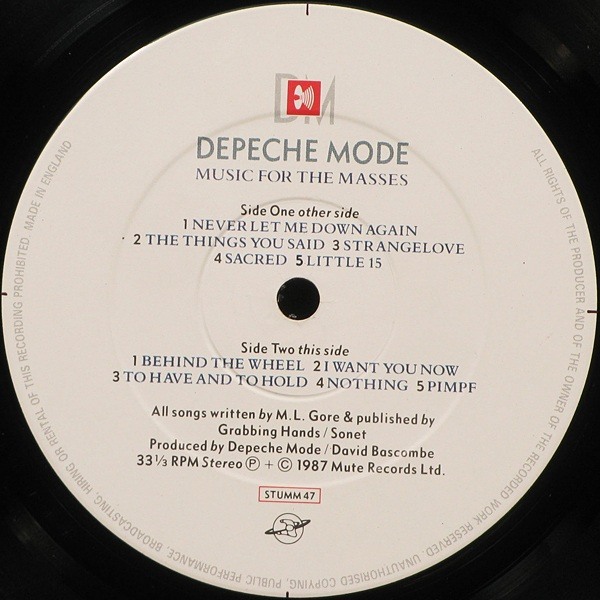 DM
DEPECHE MODE
MUSIC FOR THE MASSES
Side One other side
1 NEVER LET ME DOWN AGAIN
2 THE THINGS YOU SAID 3 STRANGELOVE
4 SACRED 5 LITTLE 15
Side Two this side
1 BEHIND THE WHEEL 2 I WANT YOU NOW
3 TO HAVE AND TO HOLD 4 NOTHING 5 PIMPF
All songs written by M.L. Gore & published by
Grabbing Hands / Sonet
Produced by Depeche Mode / David Bascombe
33⅓ RPM Stereo Ⓟ + © 1987 Mute Records Ltd.
STUMM 47
ALL RIGHTS OF THE PRODUCER AND OF THE OWNER OF THE RECORDED WORK RESERVED. UNAUTHORISED COPYING, PUBLIC PERFORMANCE, BROADCASTING, HIRING OR RENTAL OF THIS RECORDING PROHIBITED. MADE IN ENGLAND